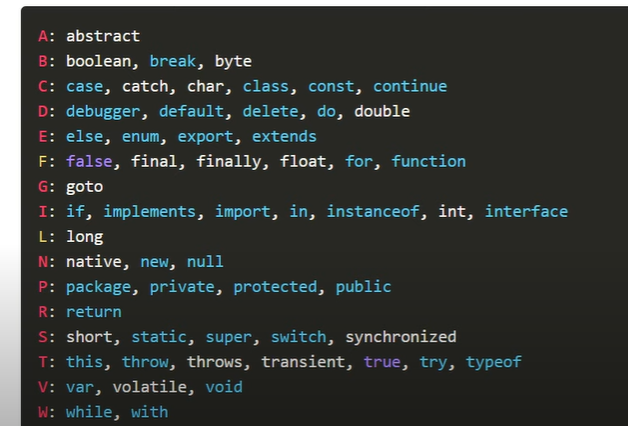 A: abstract
B: boolean, break, byte
C: case, catch, char, class, const, continue
D: debugger, default, delete, do, double
E: else, enum, export, extends
F: false, final, finally, float, for, function
G: goto
I: if, implements, import, in, instanceof, int, interface
L: long
N: native, new, null
P: package, private, protected, public
R: return
S: short, static, super, switch, synchronized
T: this, throw, throws, transient, true, try, typeof
V: var, volatile, void
W: while, with